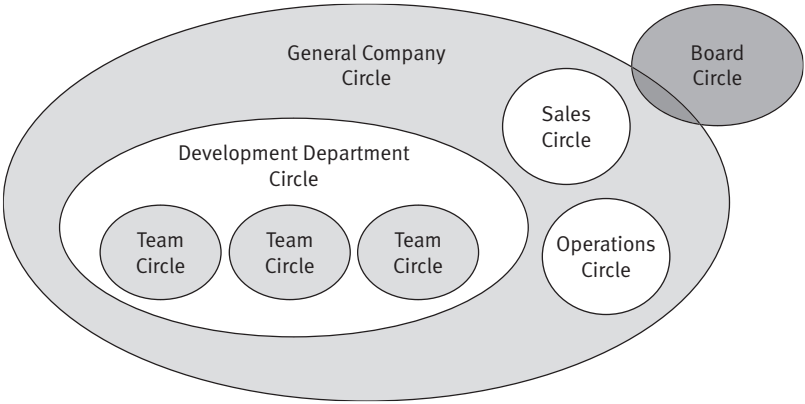 General Company
Circle
Board
Circle
Sales
Circle
Development Department
Circle
Team
Circle
Team
Circle
Team
Circle
Operations
Circle